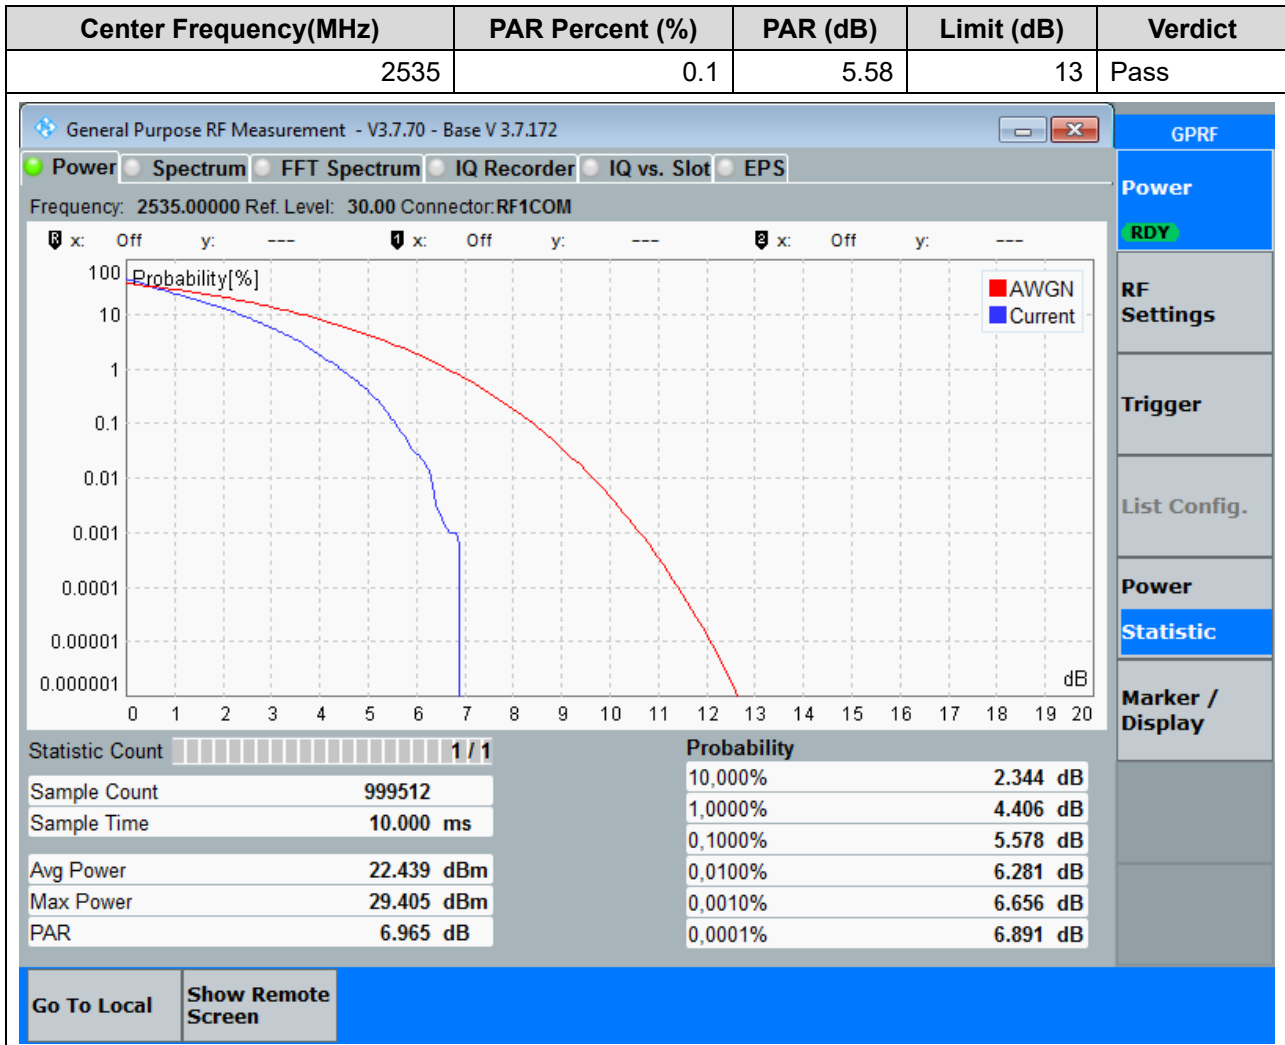 Center Frequency(MHz) PAR Percent (%) PAR (dB) Limit (dB) Verdict
2535 0.1 5.58 13 Pass
General Purpose RF Measurement - V3.7.70 - Base V 3.7.172
GPRF
Power Spectrum FFT Spectrum IQ Recorder IQ vs. Slot EPS
Power
RDY
Frequency: 2535.00000 Ref. Level: 30.00 Connector:RF1COM
R x: Off y: --- 1 x: Off y: --- 2 x: Off y: ---
Probability[%]
AWGN
Current
100
10
1
0.1
0.01
0.001
0.0001
0.00001
0.000001
dB
0 1 2 3 4 5 6 7 8 9 10 11 12 13 14 15 16 17 18 19 20
RF
Settings
Trigger
List Config.
Power
Statistic
Marker /
Display
Statistic Count 1 / 1
Sample Count 999512
Sample Time 10.000 ms
Avg Power 22.439 dBm
Max Power 29.405 dBm
PAR 6.965 dB
Probability
10,000% 2.344 dB
1,0000% 4.406 dB
0,1000% 5.578 dB
0,0100% 6.281 dB
0,0010% 6.656 dB
0,0001% 6.891 dB
Go To Local
Show Remote
Screen